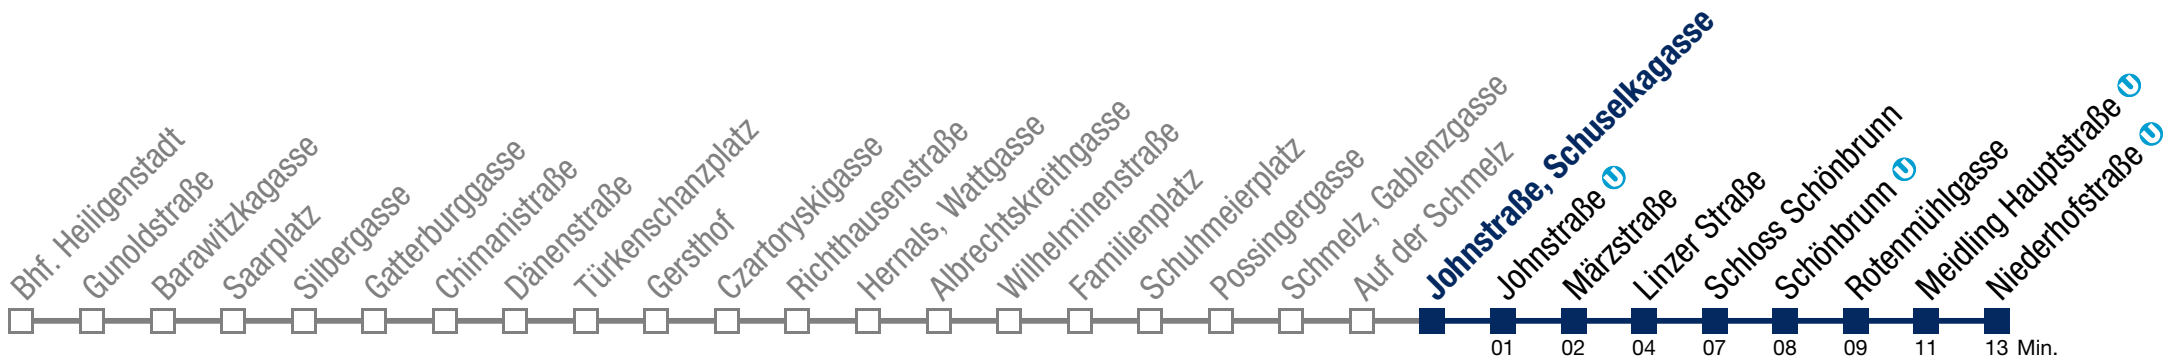 Bhf. Heiligenstadt
Gunoldstraße
Barawitzkagasse
Saarplatz
Silbergasse
Gatterburggasse
Chimanistraße
Dänenstraße
Türkenschanzplatz
Gersthof
Czartoryskigasse
Richthausenstraße
Hernals, Wattgasse
Albrechtskreithgasse
Wilhelminenstraße
Familienplatz
Schuhmeierplatz
Possingergasse
Schmelz, Gablenzgasse
Auf der Schmelz
Johnstraße, Schuselkagasse
Johnstraße U
Märzstraße
Linzer Straße
Schloss Schönbrunn
Schönbrunn U
Rotenmühlgasse
Meidling Hauptstraße U
Niederhofstraße U
01 02 04 07 08 09 11 13 Min.